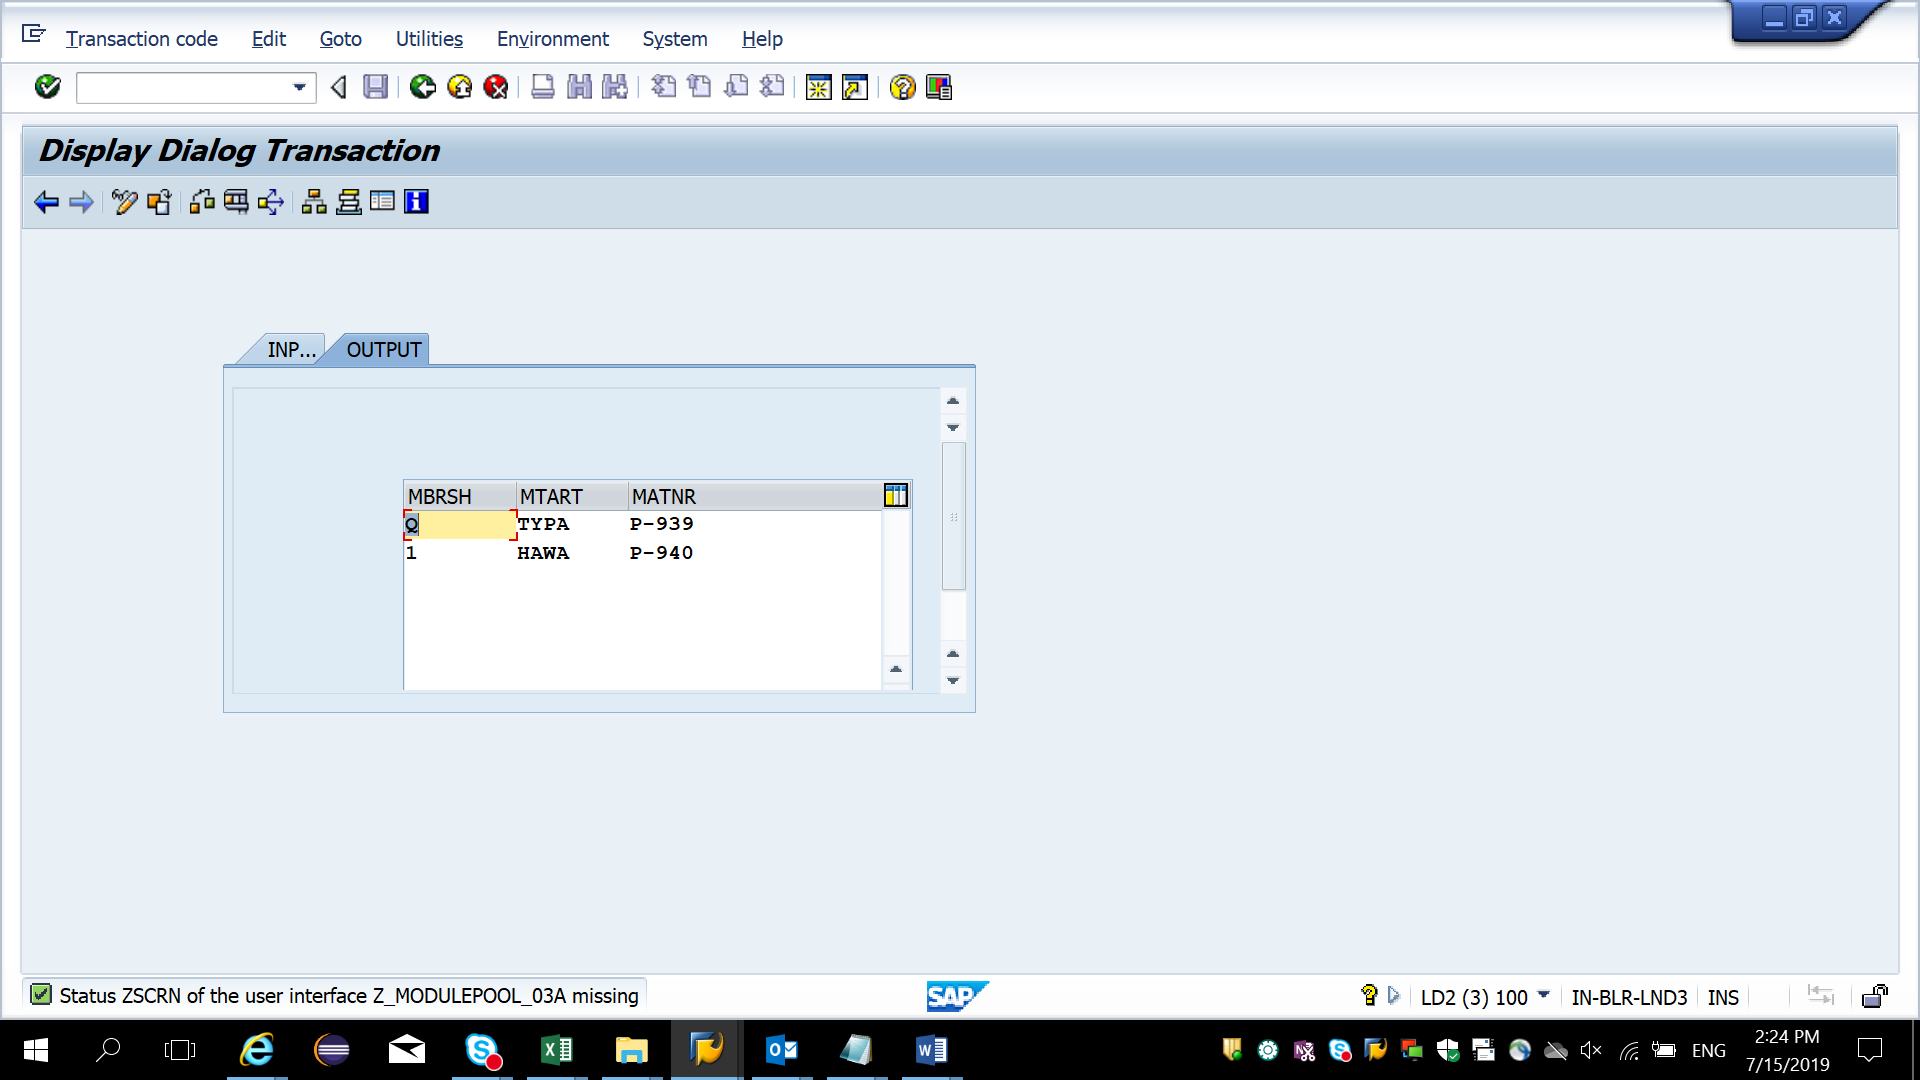 Transaction code Edit Goto Utilities Environment System Help
Display Dialog Transaction
INP... OUTPUT
MBRSH MTART MATNR
Q TYPA P-939
1 HAWA P-940
Status ZSCRN of the user interface Z_MODULEPOOL_03A missing
SAP
LD2 (3) 100 IN-BLR-LND3 INS
ENG
2:24 PM
7/15/2019